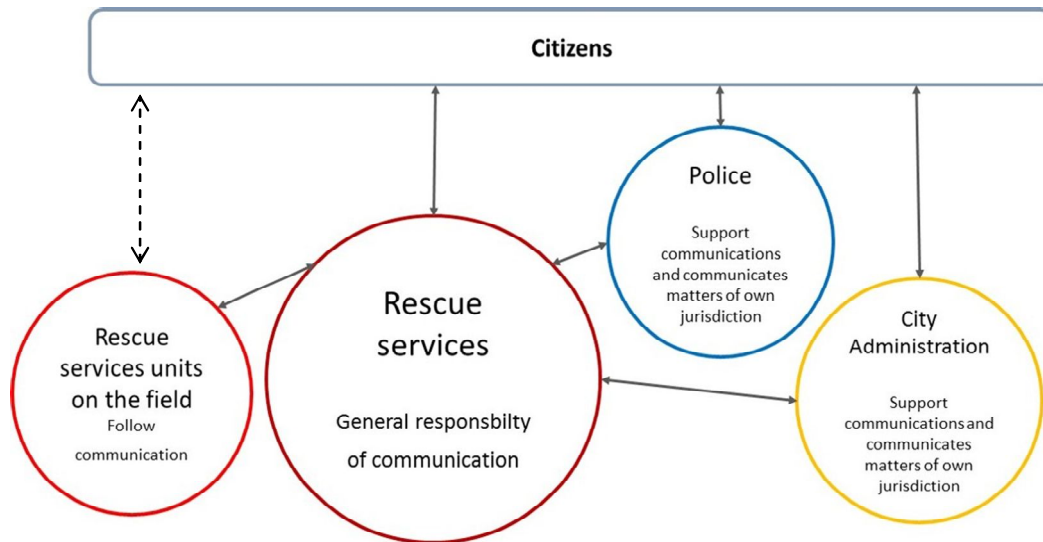 Citizens
Rescue
services units
on the field
Follow
communication
Rescue
services
General responsbilty
of communication
Police
Support
communications
and communicates
matters of own
jurisdiction
City
Administration
Support
communications and
communicates
matters of own
jurisdiction